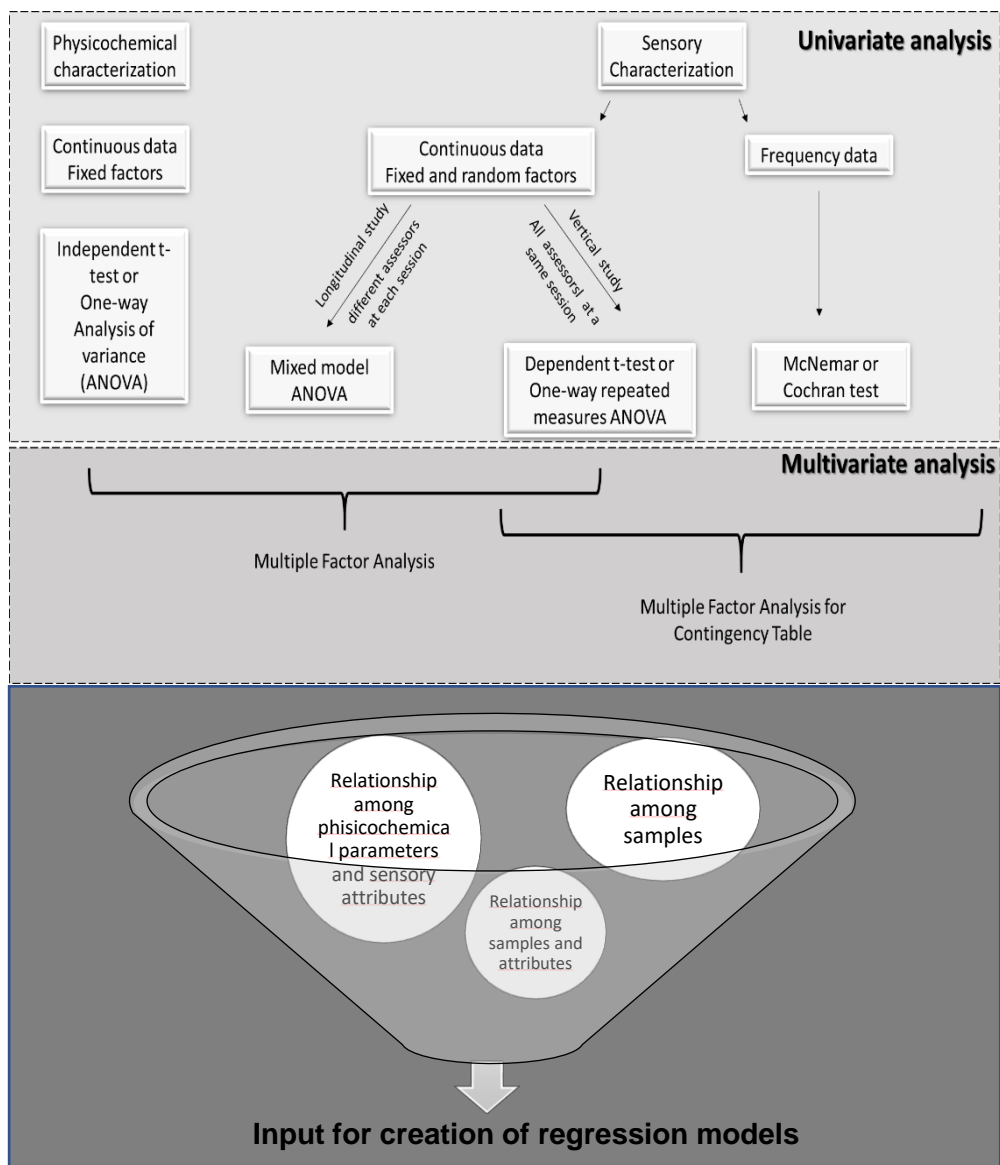 Univariate analysis
Physicochemical
characterization
Continuous data
Fixed factors
Independent t-
test or
One-way
Analysis of
variance
(ANOVA)
Sensory
Characterization
Continuous data
Fixed and random factors
Frequency data
Longitudinal study
different assessors
at each session
Vertical study
All assessorsl at a
same session
Mixed model
ANOVA
Dependent t-test or
One-way repeated
measures ANOVA
McNemar or
Cochran test
Multivariate analysis
Multiple Factor Analysis
Multiple Factor Analysis for
Contingency Table
Relationship
among
phisicochemica
l parameters
and sensory
attributes
Relationship
among
samples
Relationship
among
samples and
attributes
Input for creation of regression models